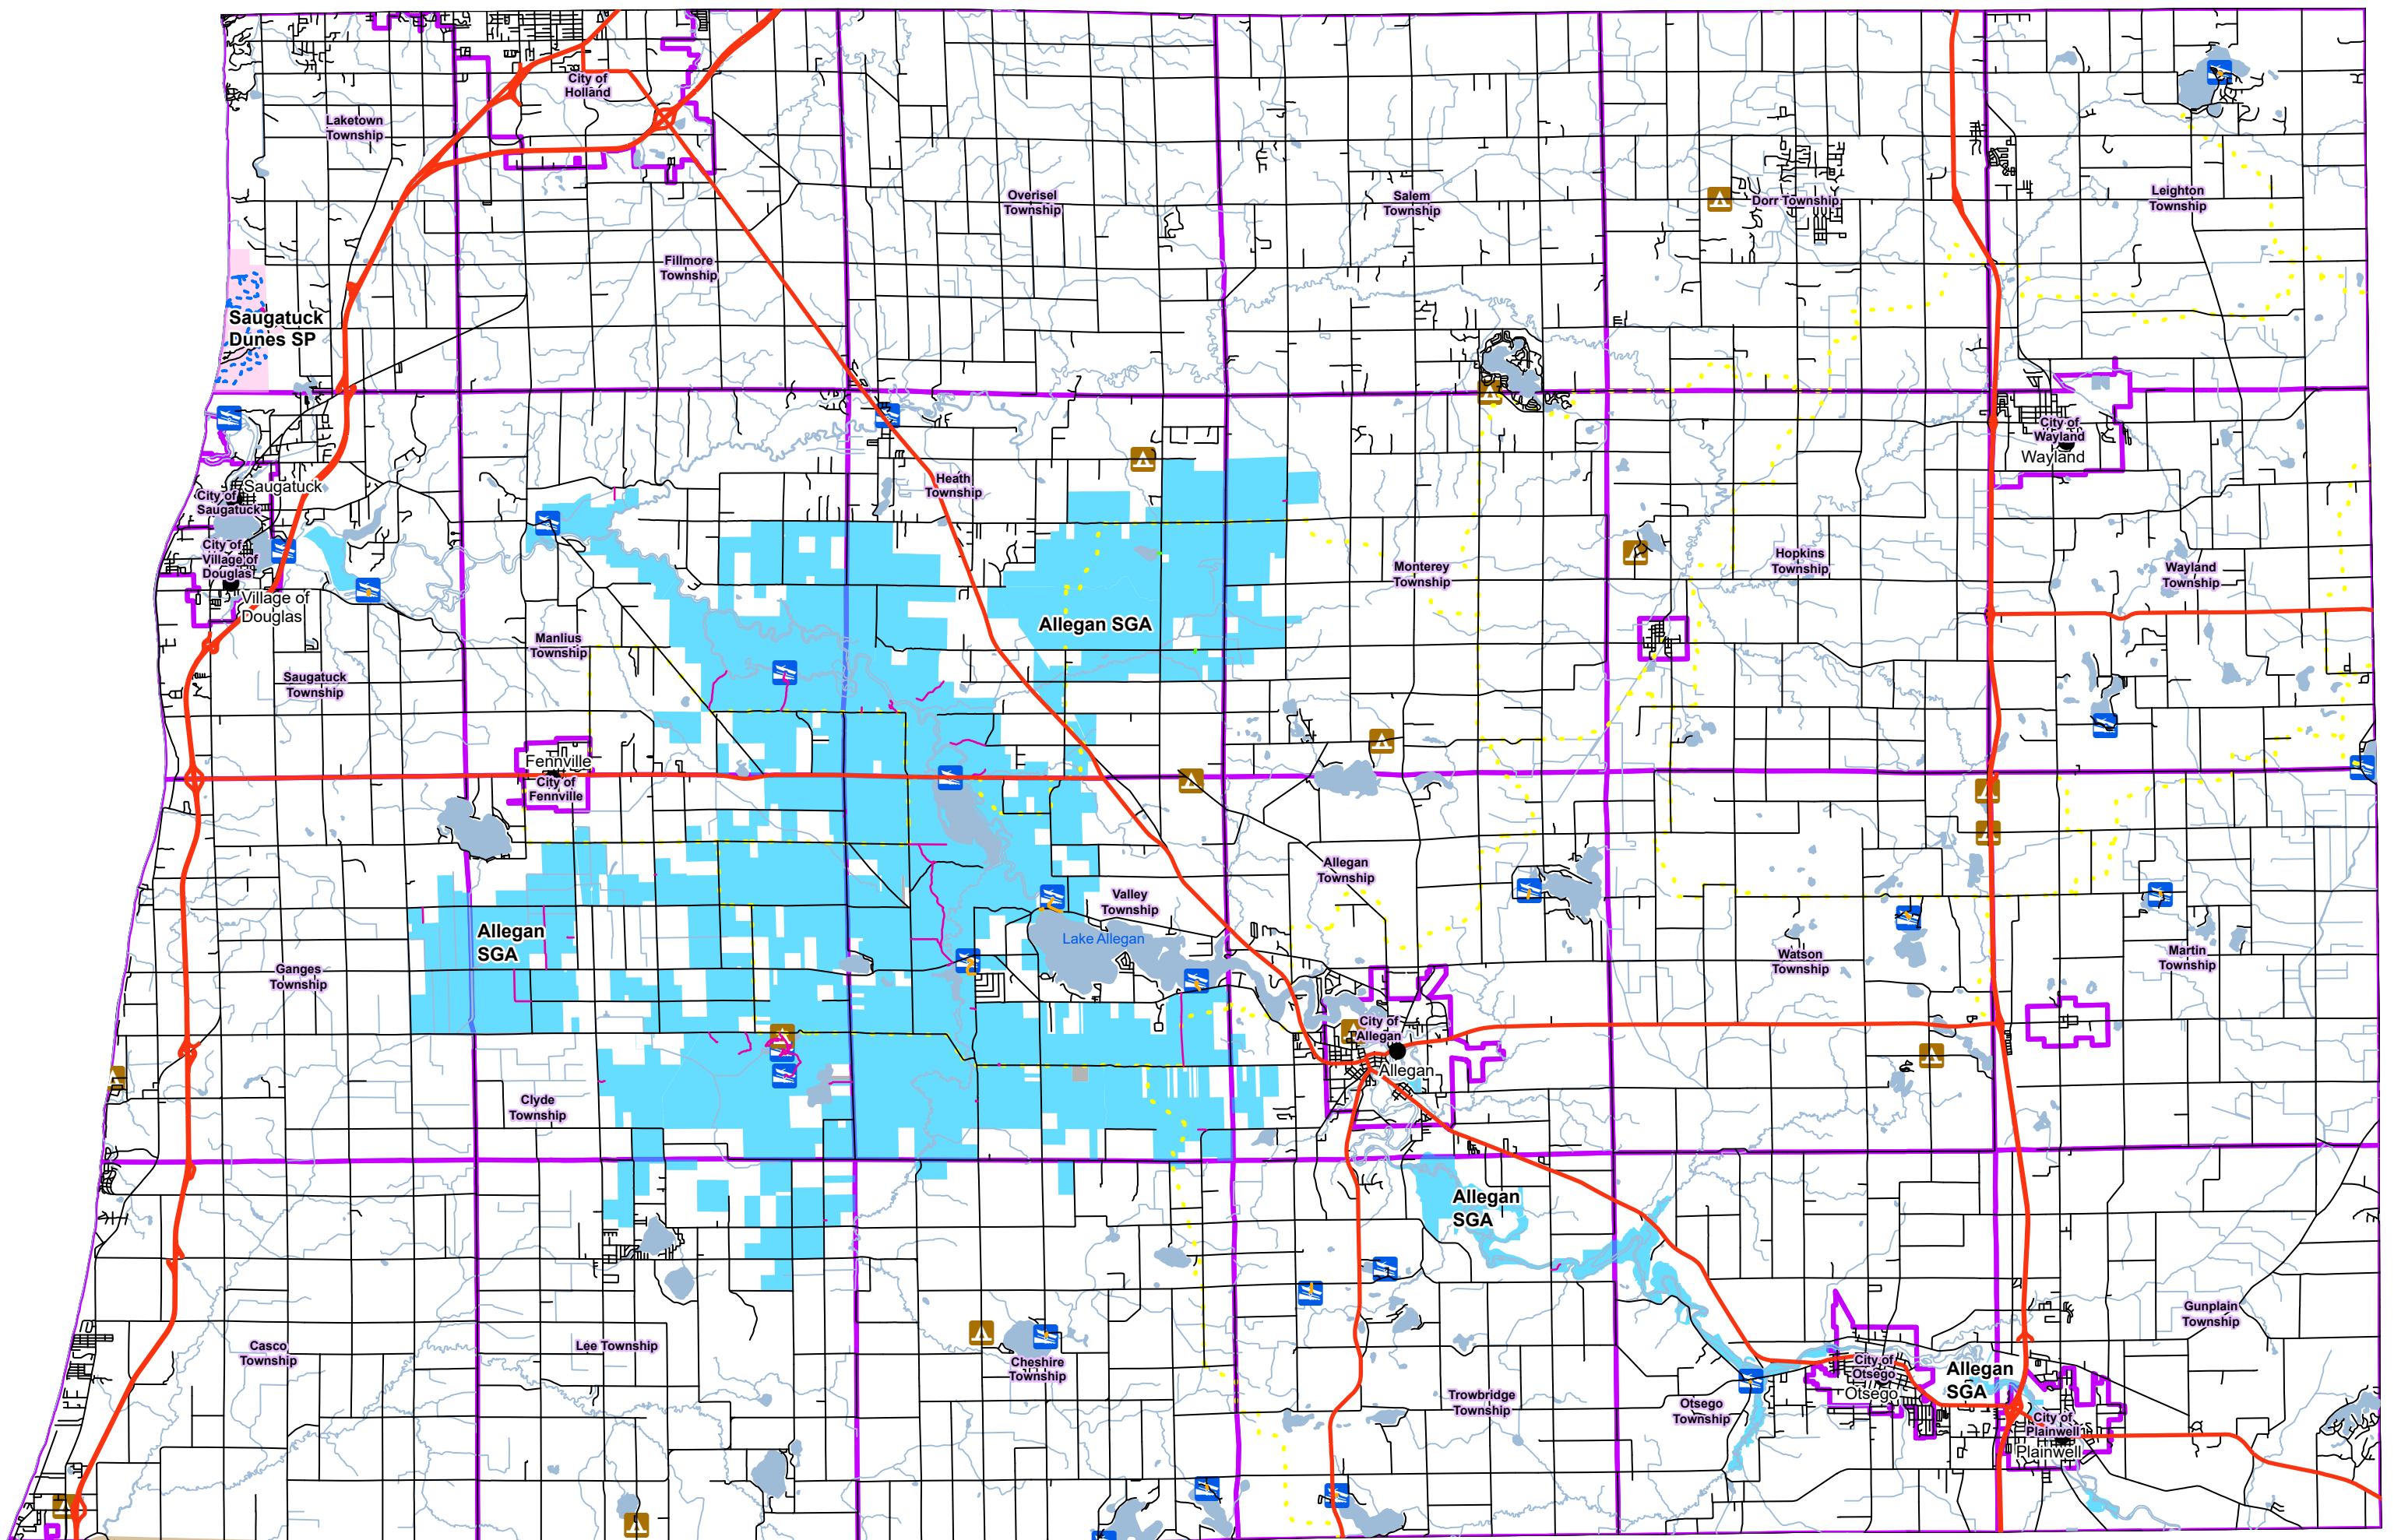 City of
Holland
Laketown
Township
Overisel
Township
Salem
Township
Dorr Township
Leighton
Township
Fillmore
Township
Saugatuck
Dunes SP
City of
Wayland
Wayland
Heath
Township
Saugatuck
City of
Saugatuck
City of
Village of
Douglas
Village of
Douglas
Monterey
Township
Hopkins
Township
Wayland
Township
Allegan SGA
Manlius
Township
Saugatuck
Township
Fennville
City of
Fennville
Allegan
Township
Valley
Township
Lake Allegan
Allegan
SGA
Ganges
Township
Watson
Township
Martin
Township
City of
Allegan
Allegan
Clyde
Township
Allegan
SGA
Gunplain
Township
Casco
Township
Lee Township
Cheshire
Township
Trowbridge
Township
Otsego
Township
City of
Otsego
Otsego
Allegan
SGA
City of
Plainwell
Plainwell